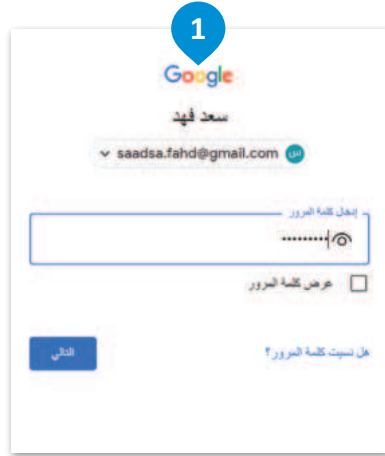 1
Google
سعد فهد
saadsa.fahd@gmail.com
إدخال كلمة المرور
•••••••••
عرض كلمة المرور
هل نسيت كلمة المرور؟
التالي